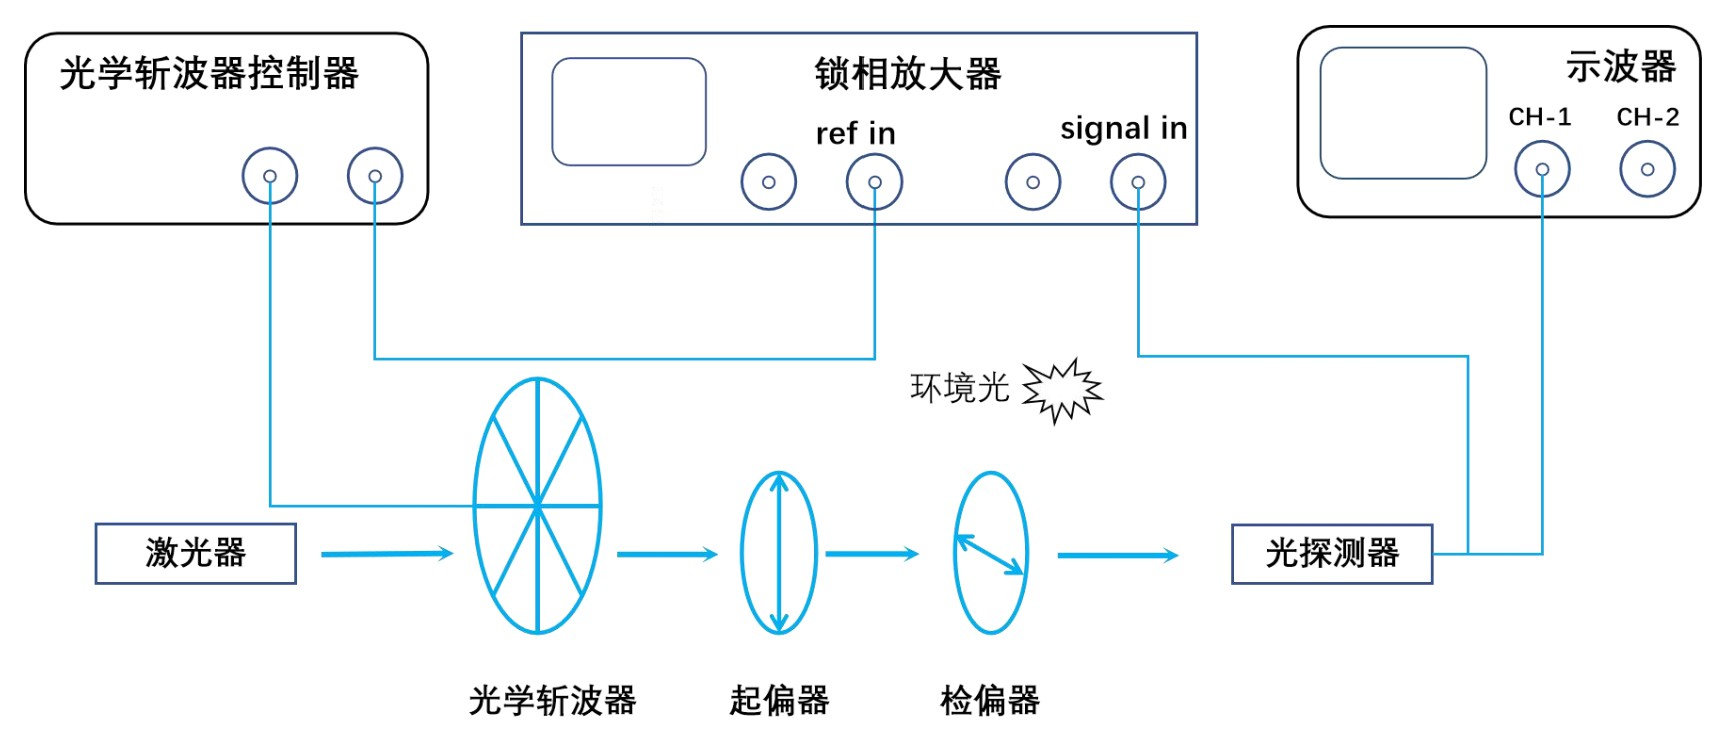 光学斩波器控制器
锁相放大器
ref in
signal in
示波器
CH-1
CH-2
环境光
激光器
光探测器
光学斩波器
起偏器
检偏器